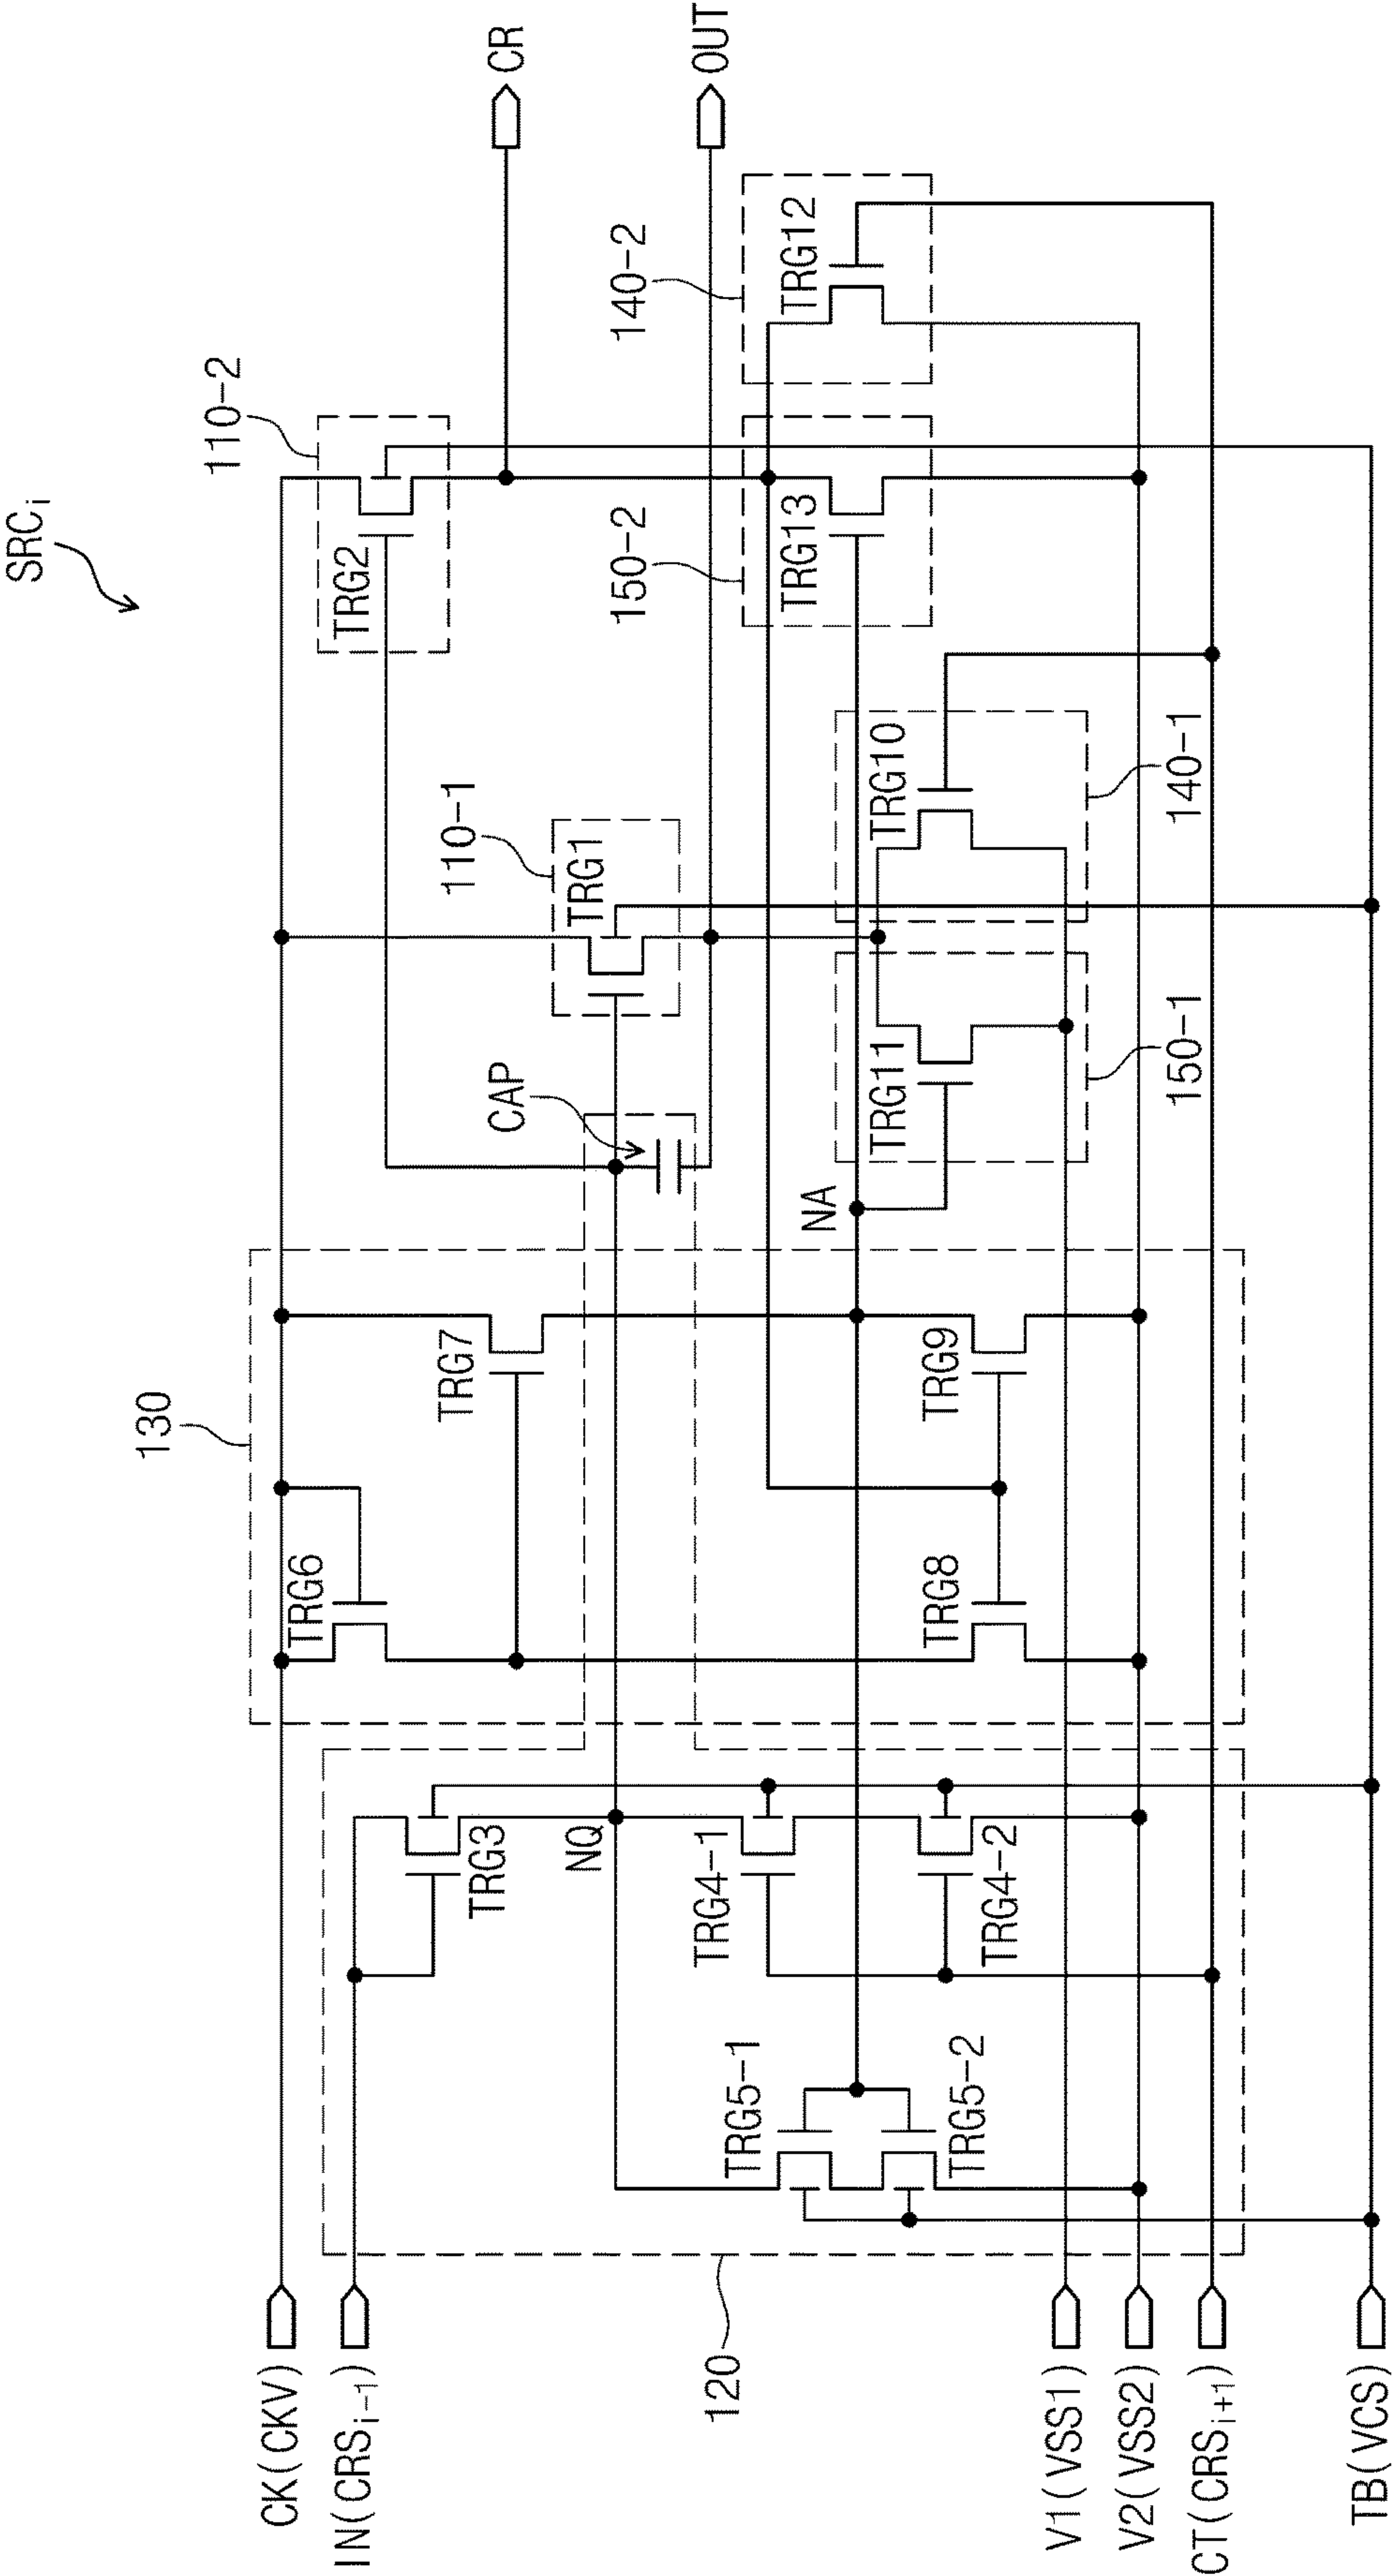 SRCi
130
110-2
TRG2
CR
TRG6
TRG7
110-1
TRG1
CAP
OUT
140-2
TRG12
150-2
TRG13
TRG3
NQ
TRG4-1
TRG4-2
TRG5-1
TRG5-2
TRG8
TRG9
NA
TRG11
TRG10
150-1
140-1
120
CK(CKV)
IN(CRSi-1)
V1(VSS1)
V2(VSS2)
CT(CRSi+1)
TB(VCS)